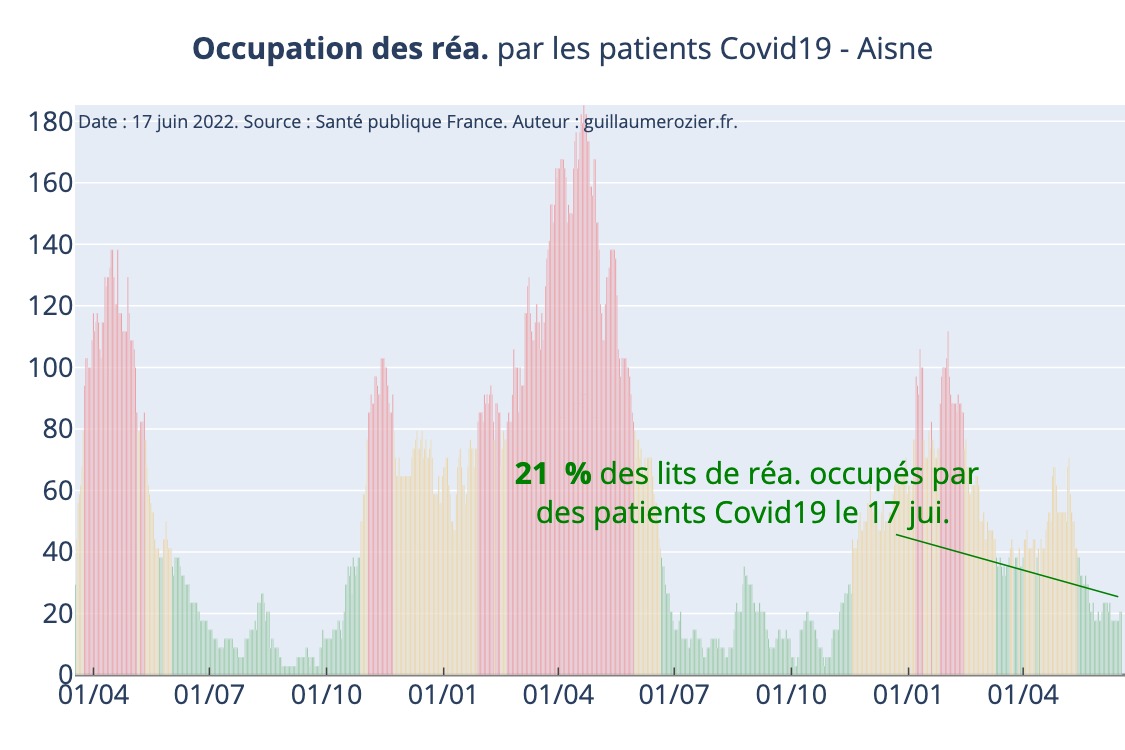 Occupation des réa. par les patients Covid19 - Aisne
180
Date : 17 juin 2022. Source : Santé publique France. Auteur : guillaumerozier.fr.
160
140
120
100
80
21 % des lits de réa. occupés par
60
des patients Covid19 le 17 jui.
40
20
0
01/04 01/07 01/10 01/01 01/04 01/07 01/10 01/01 01/04